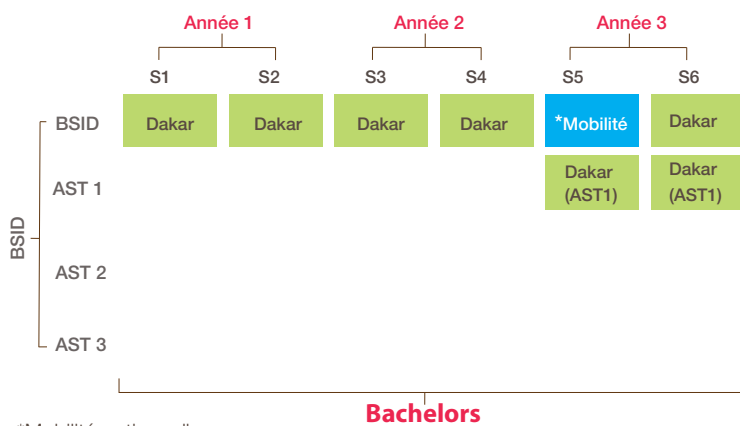 Année 1 Année 2 Année 3
S1 S2 S3 S4 S5 S6
BSID Dakar Dakar Dakar Dakar *Mobilité Dakar
AST 1 Dakar Dakar
(AST1) (AST1)
BSID
AST 2
AST 3
Bachelors
*Mobilité